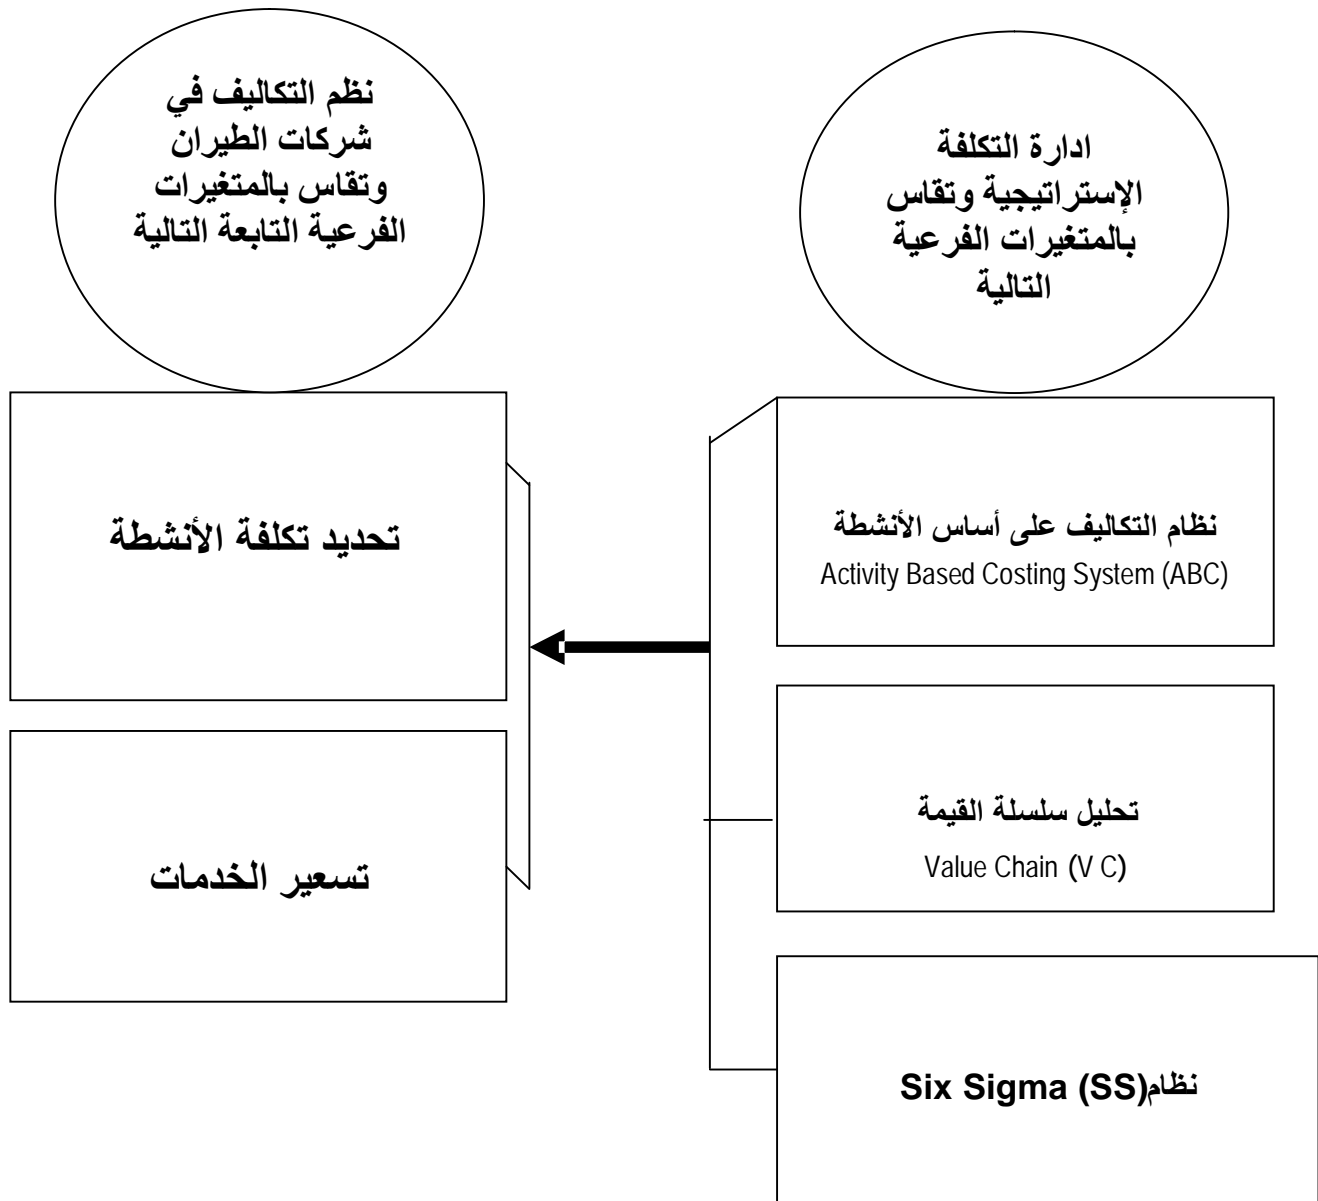 ادارة التكلفة
الإستراتيجية وتقاس
بالمتغيرات الفرعية
التالية
نظام التكاليف على أساس الأنشطة
Activity Based Costing System (ABC)
تحليل سلسلة القيمة
Value Chain (V C)
نظامSix Sigma (SS)
نظم التكاليف في
شركات الطيران
وتقاس بالمتغيرات
الفرعية التابعة التالية
تحديد تكلفة الأنشطة
تسعير الخدمات